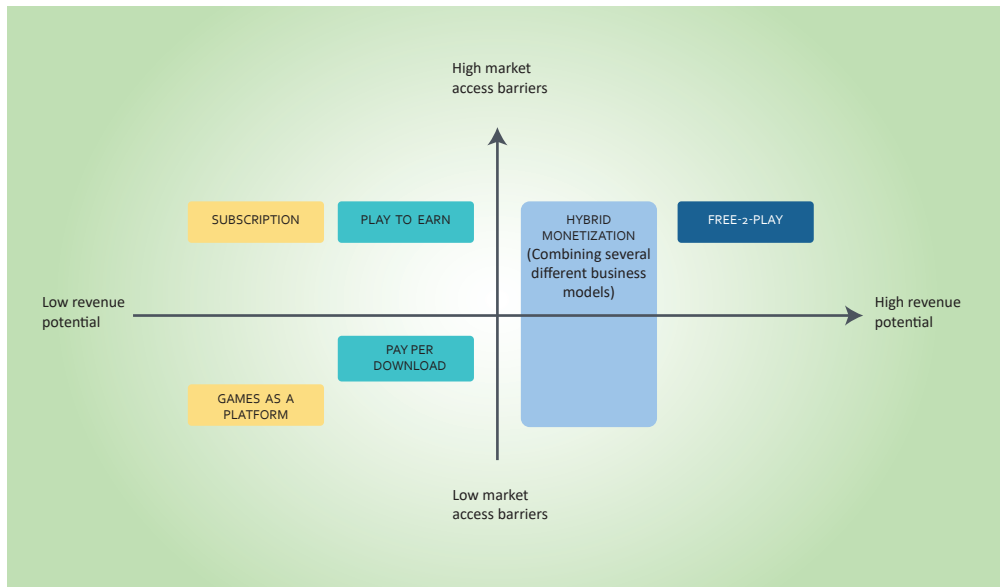 High market
access barriers
SUBSCRIPTION
PLAY TO EARN
HYBRID
MONETIZATION
(Combining several
different business
models)
FREE-2-PLAY
Low revenue
potential
High revenue
potential
PAY PER
DOWNLOAD
GAMES AS A
PLATFORM
Low market
access barriers